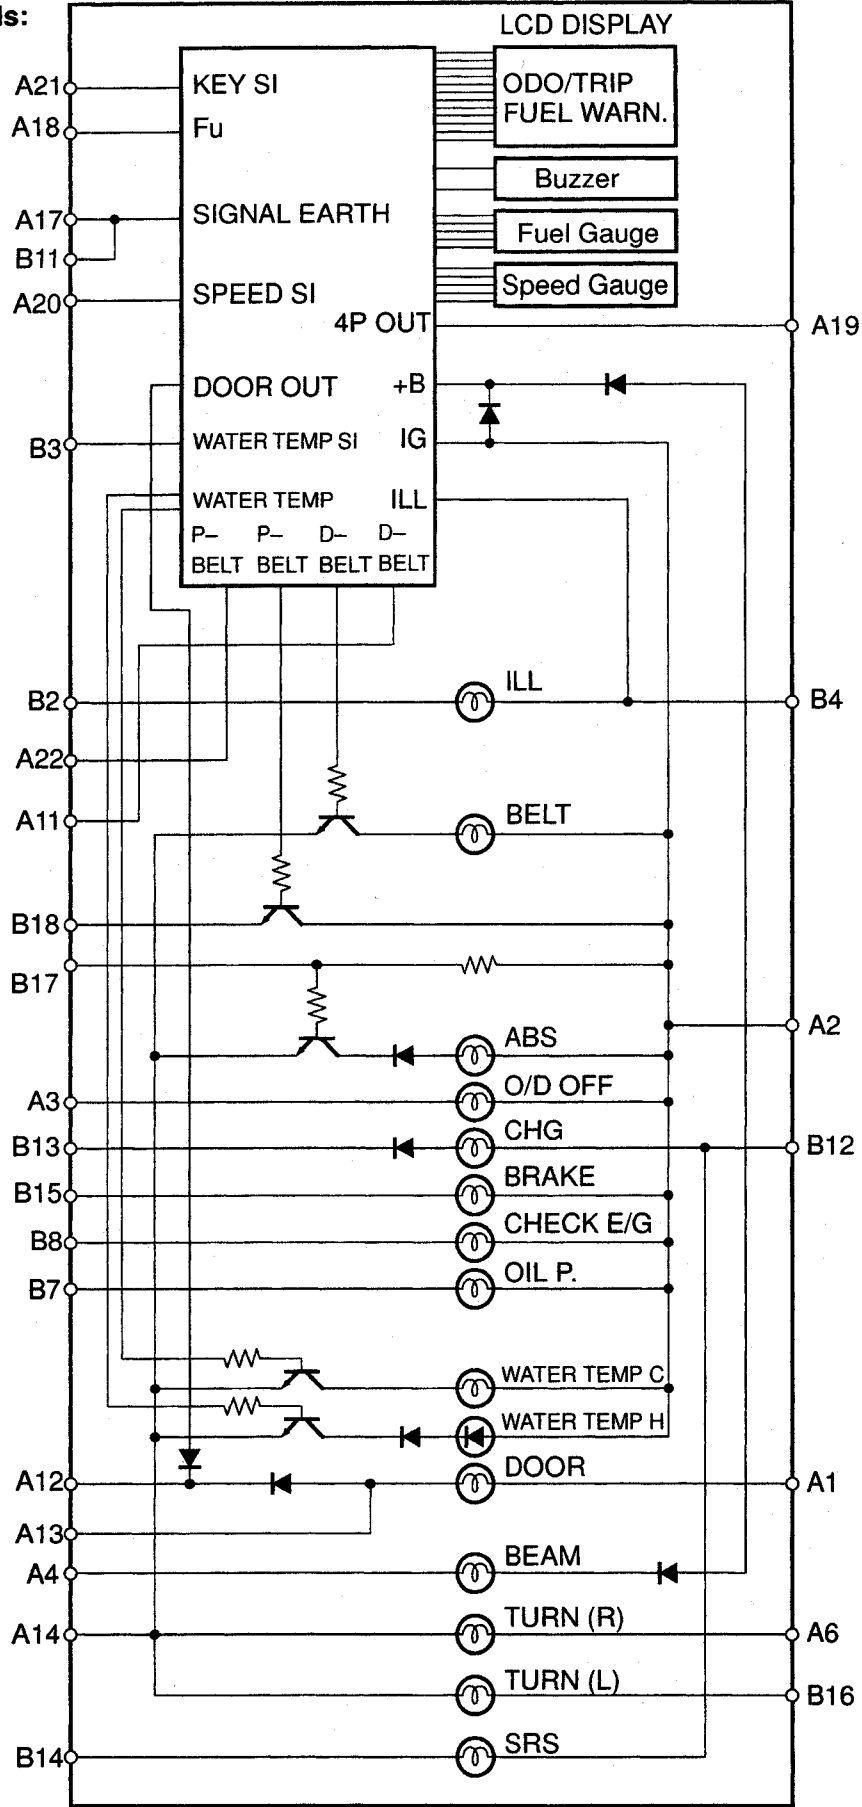 ls:
LCD DISPLAY
A21 KEY SI ODO/TRIP
FUEL WARN.
A18 Fu
Buzzer
A17 SIGNAL EARTH Fuel Gauge
B11
A20 SPEED SI Speed Gauge
4P OUT A19
DOOR OUT +B
B3 WATER TEMP SI IG
WATER TEMP ILL
P– P– D– D–
BELT BELT BELT BELT
B2 ILL B4
A22
A11 BELT
B18
B17
A2
ABS
A3 O/D OFF
B13 CHG B12
B15 BRAKE
B8 CHECK E/G
B7 OIL P.
WATER TEMP C
WATER TEMP H
A12 DOOR A1
A13
A4 BEAM
A14 TURN (R) A6
TURN (L) B16
B14 SRS